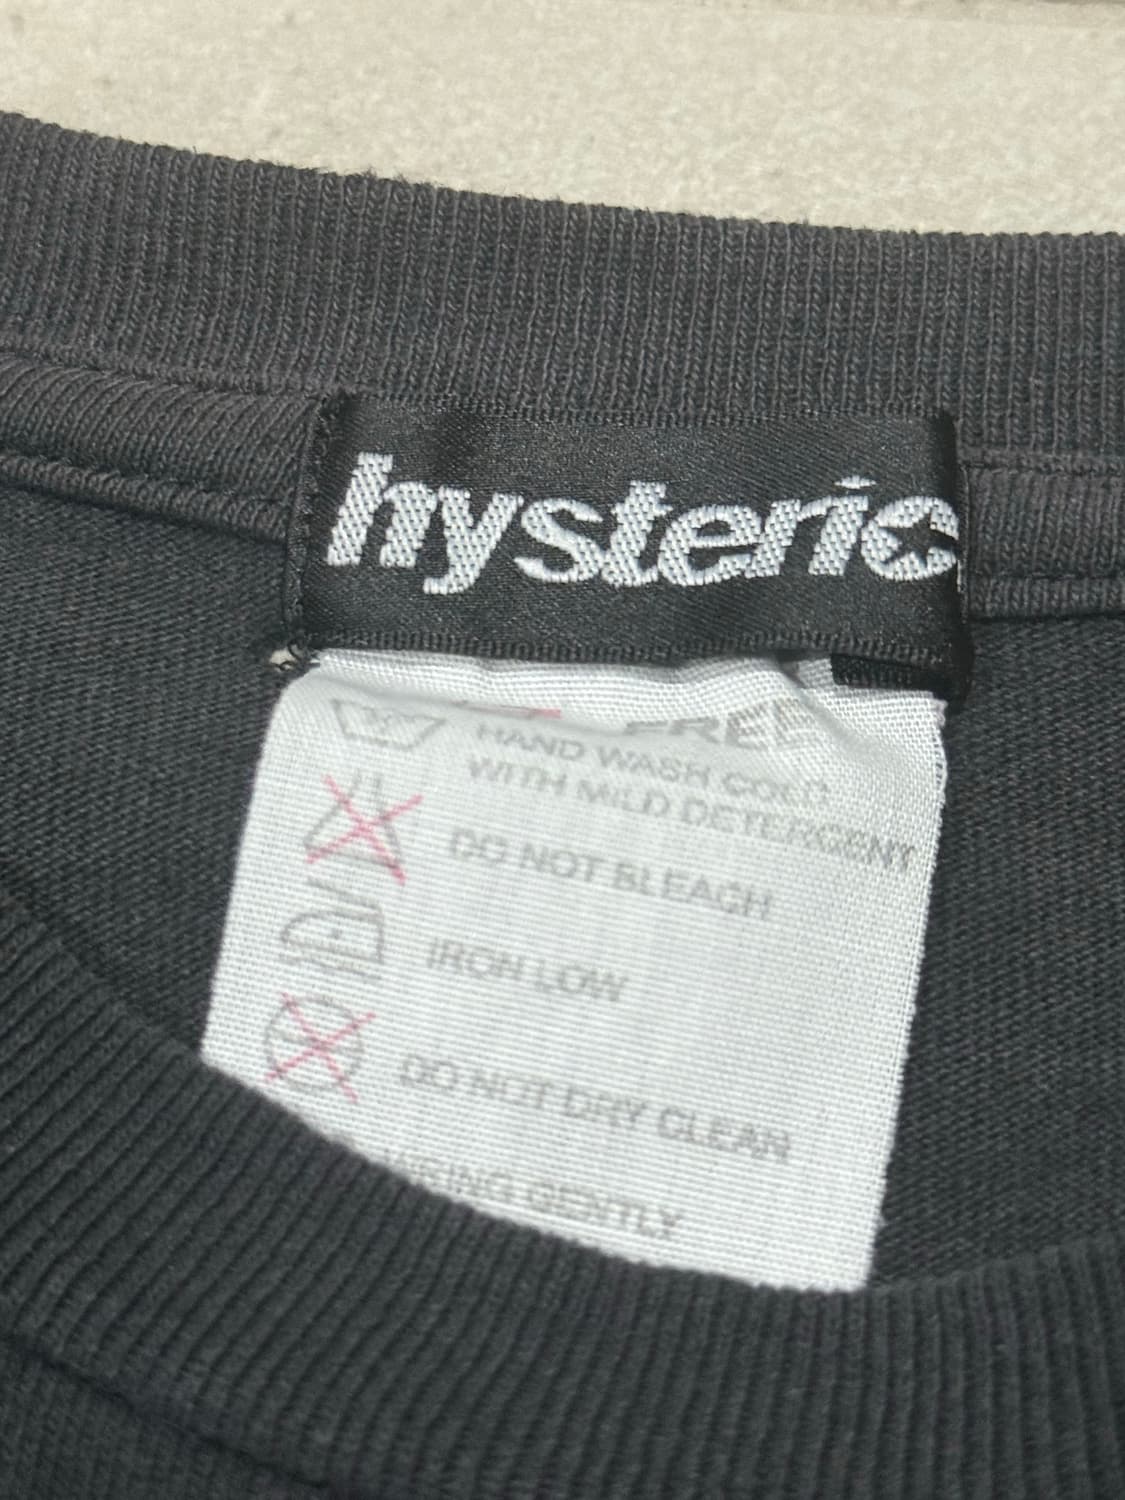 hysteric
FREE
HAND WASH COLD
WITH MILD DETERGENT
DO NOT BLEACH
IRON LOW
DO NOT DRY CLEAN
WRING GENTLY